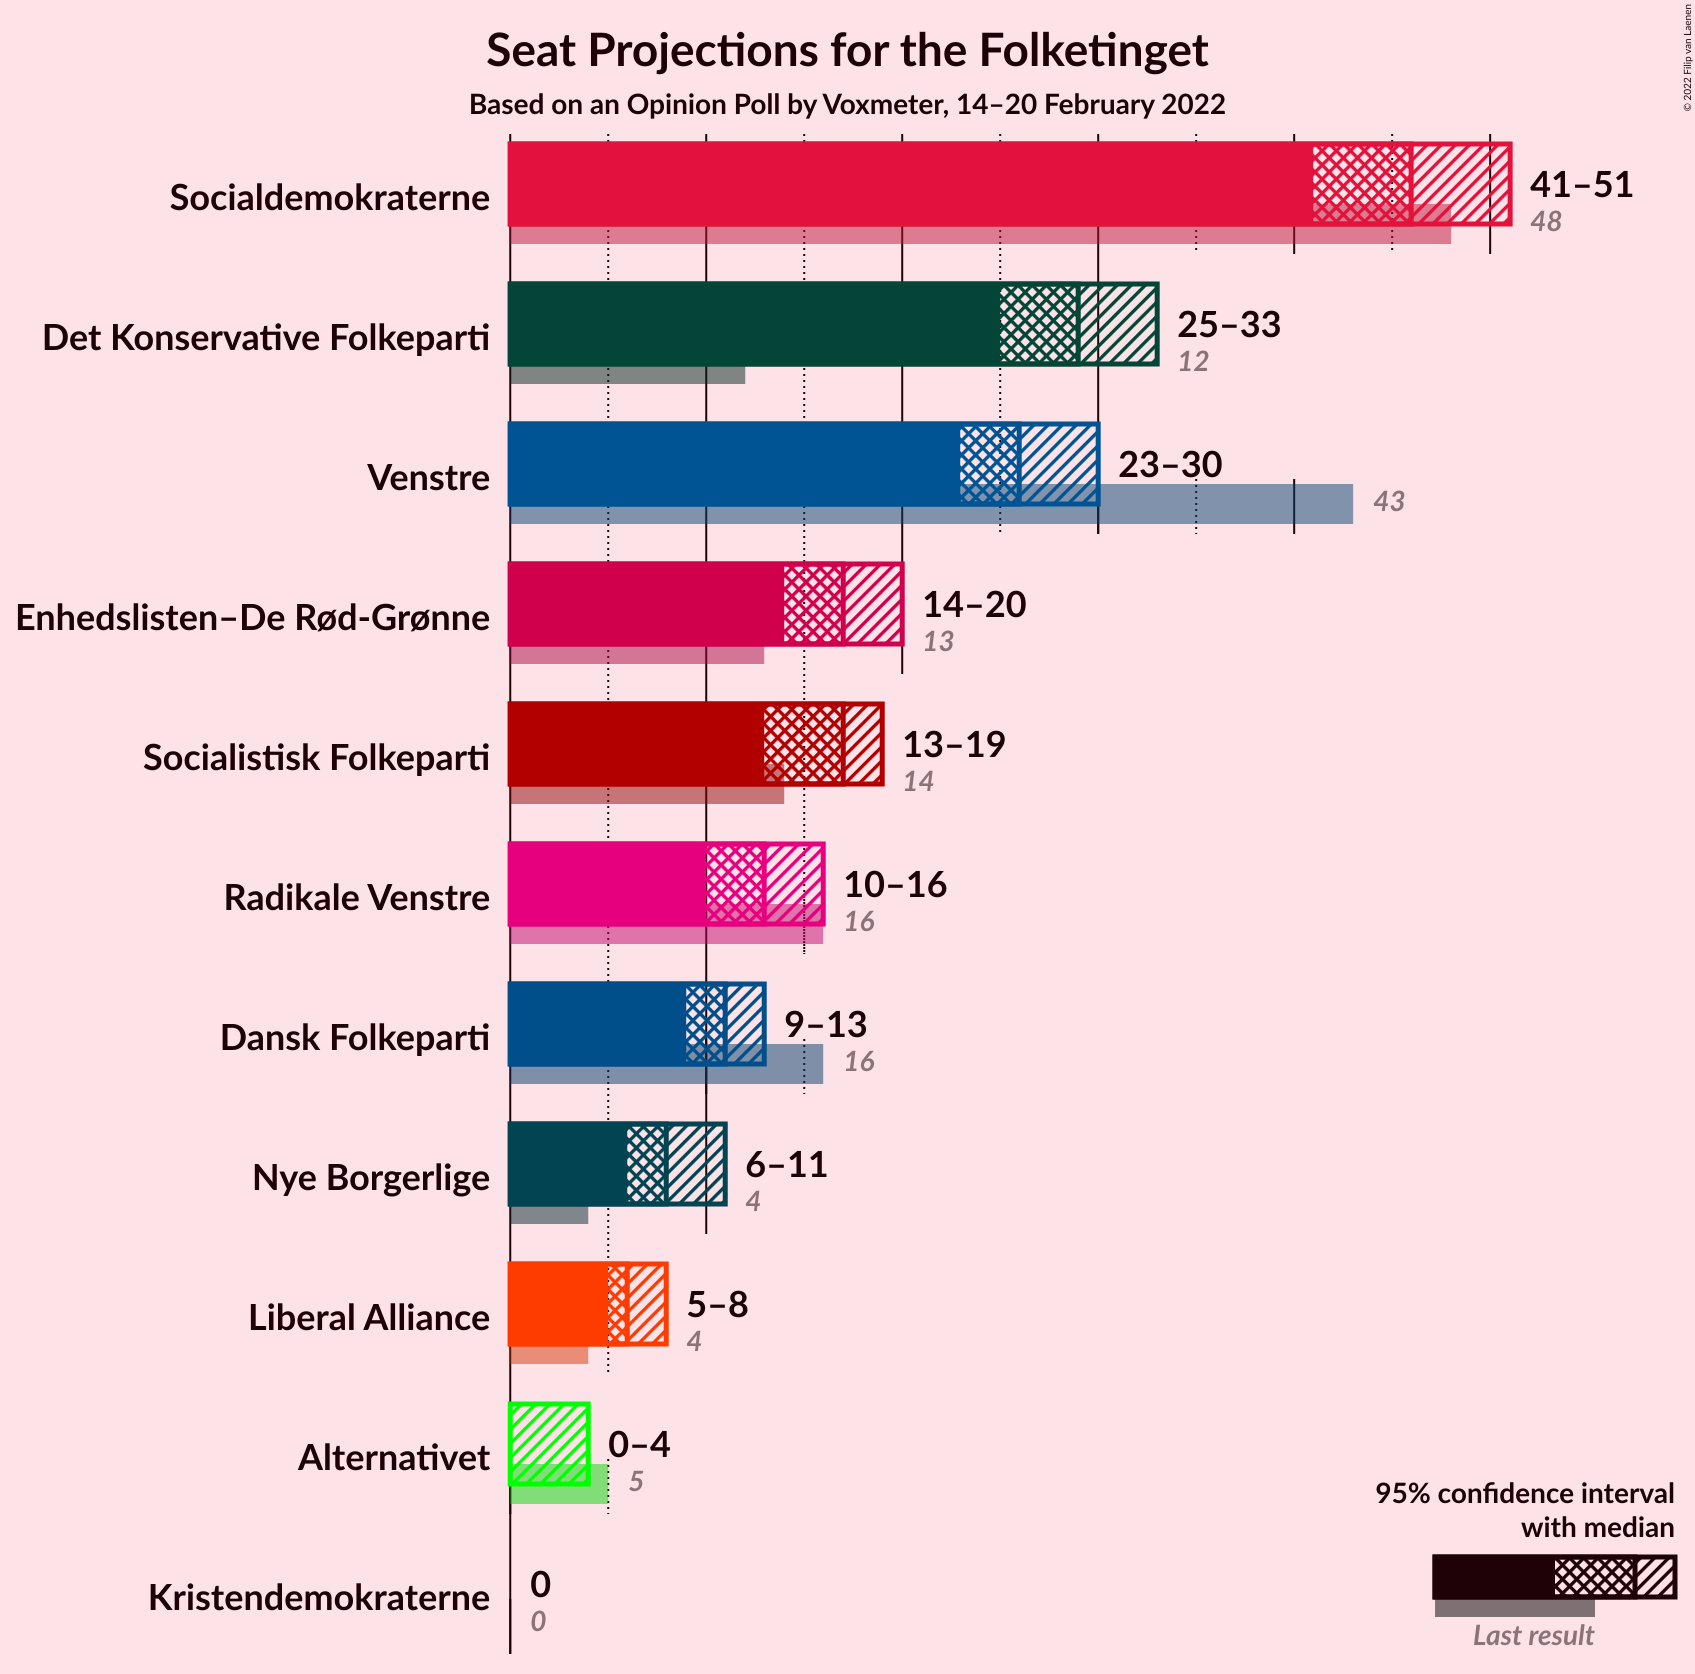 Seat Projections for the Folketinget
Based on an Opinion Poll by Voxmeter, 14–20 February 2022
© 2022 Filip van Laenen
Socialdemokraterne
41–51
48
Det Konservative Folkeparti
25–33
12
Venstre
23–30
43
Enhedslisten–De Rød-Grønne
14–20
13
Socialistisk Folkeparti
13–19
14
Radikale Venstre
10–16
16
Dansk Folkeparti
9–13
16
Nye Borgerlige
6–11
4
Liberal Alliance
5–8
4
Alternativet
0–4
5
Kristendemokraterne
0
0
95% confidence interval
with median
Last result